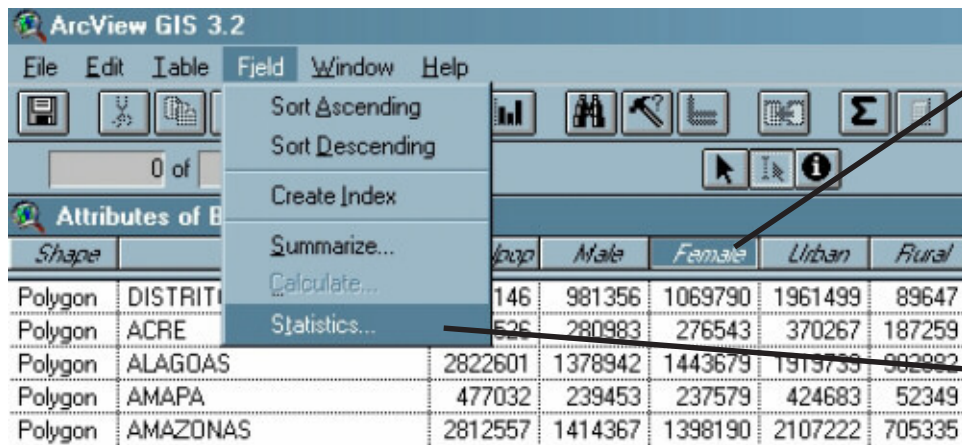 ArcView GIS 3.2
File Edit Table Field Window Help
Sort Ascending
Sort Descending
0 of
Create Index
Attributes of B
Summarize...
Shape pop Male Female Urban Rural
Calculate...
Polygon DISTRIT 146 981356 1069790 1961499 89647
Statistics...
Polygon ACRE 526 280983 276543 370267 187259
Polygon ALAGOAS 2822601 1378942 1443679 1919739
Polygon AMAPA 477032 239453 237579 424683 52349
Polygon AMAZONAS 2812557 1414367 1398190 2107222 705335